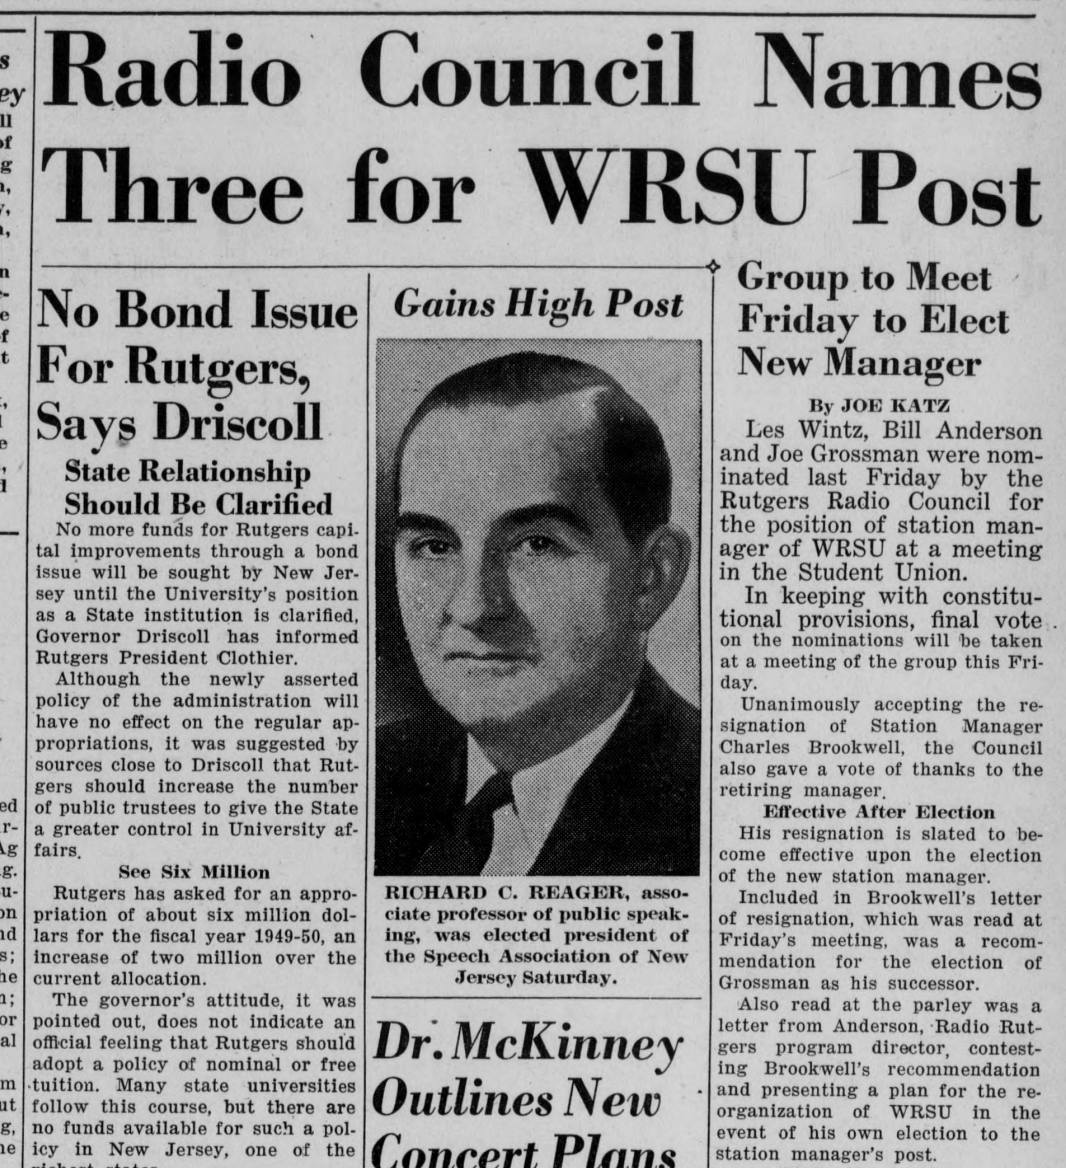 Radio Council Names
Three for WRSU Post
No Bond Issue
For Rutgers,
Says Driscoll
State Relationship
Should Be Clarified
No more funds for Rutgers capi-
tal improvements through a bond
issue will be sought by New Jer-
sey until the University's position
as a State institution is clarified,
Governor Driscoll has informed
Rutgers President Clothier.
Although the newly asserted
policy of the administration will
have no effect on the regular ap-
propriations, it was suggested by
sources close to Driscoll that Rut-
gers should increase the number
of public trustees to give the State
a greater control in University af-
fairs.
See Six Million
Rutgers has asked for an appro-
priation of about six million dol-
lars for the fiscal year 1949-50, an
increase of two million over the
current allocation.
The governor's attitude, it was
pointed out, does not indicate an
official feeling that Rutgers should
adopt a policy of nominal or free
tuition. Many state universities
follow this course, but there are
no funds available for such a pol-
icy in New Jersey, one of the
Gains High Post
RICHARD C. REAGER, asso-
ciate professor of public speak-
ing, was elected president of
the Speech Association of New
Jersey Saturday.
Dr. McKinney
Outlines New
Concert Plans
Group to Meet
Friday to Elect
New Manager
By JOE KATZ
Les Wintz, Bill Anderson
and Joe Grossman were nom-
inated last Friday by the
Rutgers Radio Council for
the position of station man-
ager of WRSU at a meeting
in the Student Union.
In keeping with constitu-
tional provisions, final vote
on the nominations will be taken
at a meeting of the group this Fri-
day.
Unanimously accepting the re-
signation of Station Manager
Charles Brookwell, the Council
also gave a vote of thanks to the
retiring manager.
Effective After Election
His resignation is slated to be-
come effective upon the election
of the new station manager.
Included in Brookwell's letter
of resignation, which was read at
Friday's meeting, was a recom-
mendation for the election of
Grossman as his successor.
Also read at the parley was a
letter from Anderson, Radio Rut-
gers program director, contest-
ing Brookwell's recommendation
and presenting a plan for the re-
organization of WRSU in the
event of his own election to the
station manager's post.